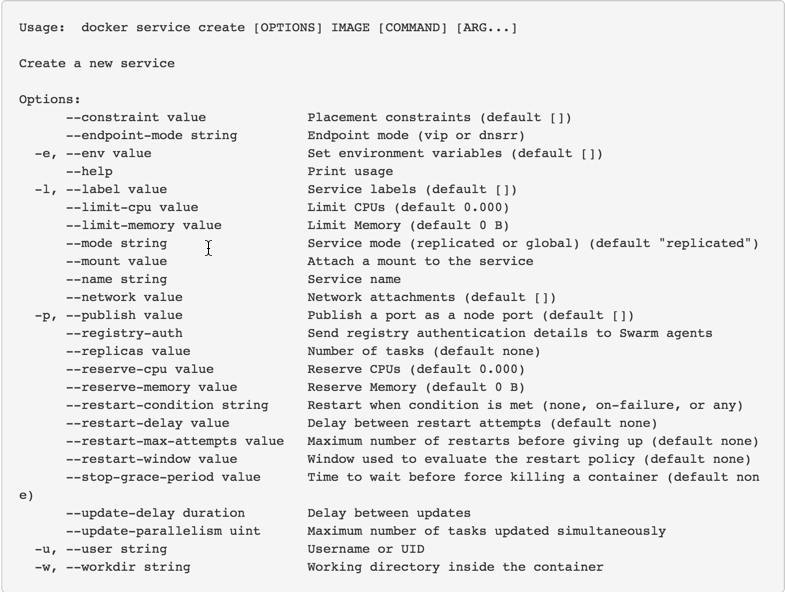 Usage:  docker service create [OPTIONS] IMAGE [COMMAND] [ARG...]
Create a new service
Options:
      --constraint value             Placement constraints (default [])
      --endpoint-mode string         Endpoint mode (vip or dnsrr)
  -e, --env value                    Set environment variables (default [])
      --help                         Print usage
  -l, --label value                  Service labels (default [])
      --limit-cpu value              Limit CPUs (default 0.000)
      --limit-memory value           Limit Memory (default 0 B)
      --mode string                  Service mode (replicated or global) (default "replicated")
      --mount value                  Attach a mount to the service
      --name string                  Service name
      --network value                Network attachments (default [])
  -p, --publish value                Publish a port as a node port (default [])
      --registry-auth                Send registry authentication details to Swarm agents
      --replicas value               Number of tasks (default none)
      --reserve-cpu value            Reserve CPUs (default 0.000)
      --reserve-memory value         Reserve Memory (default 0 B)
      --restart-condition string     Restart when condition is met (none, on-failure, or any)
      --restart-delay value          Delay between restart attempts (default none)
      --restart-max-attempts value   Maximum number of restarts before giving up (default none)
      --restart-window value         Window used to evaluate the restart policy (default none)
      --stop-grace-period value      Time to wait before force killing a container (default non
e)
      --update-delay duration        Delay between updates
      --update-parallelism uint      Maximum number of tasks updated simultaneously
  -u, --user string                  Username or UID
  -w, --workdir string               Working directory inside the container